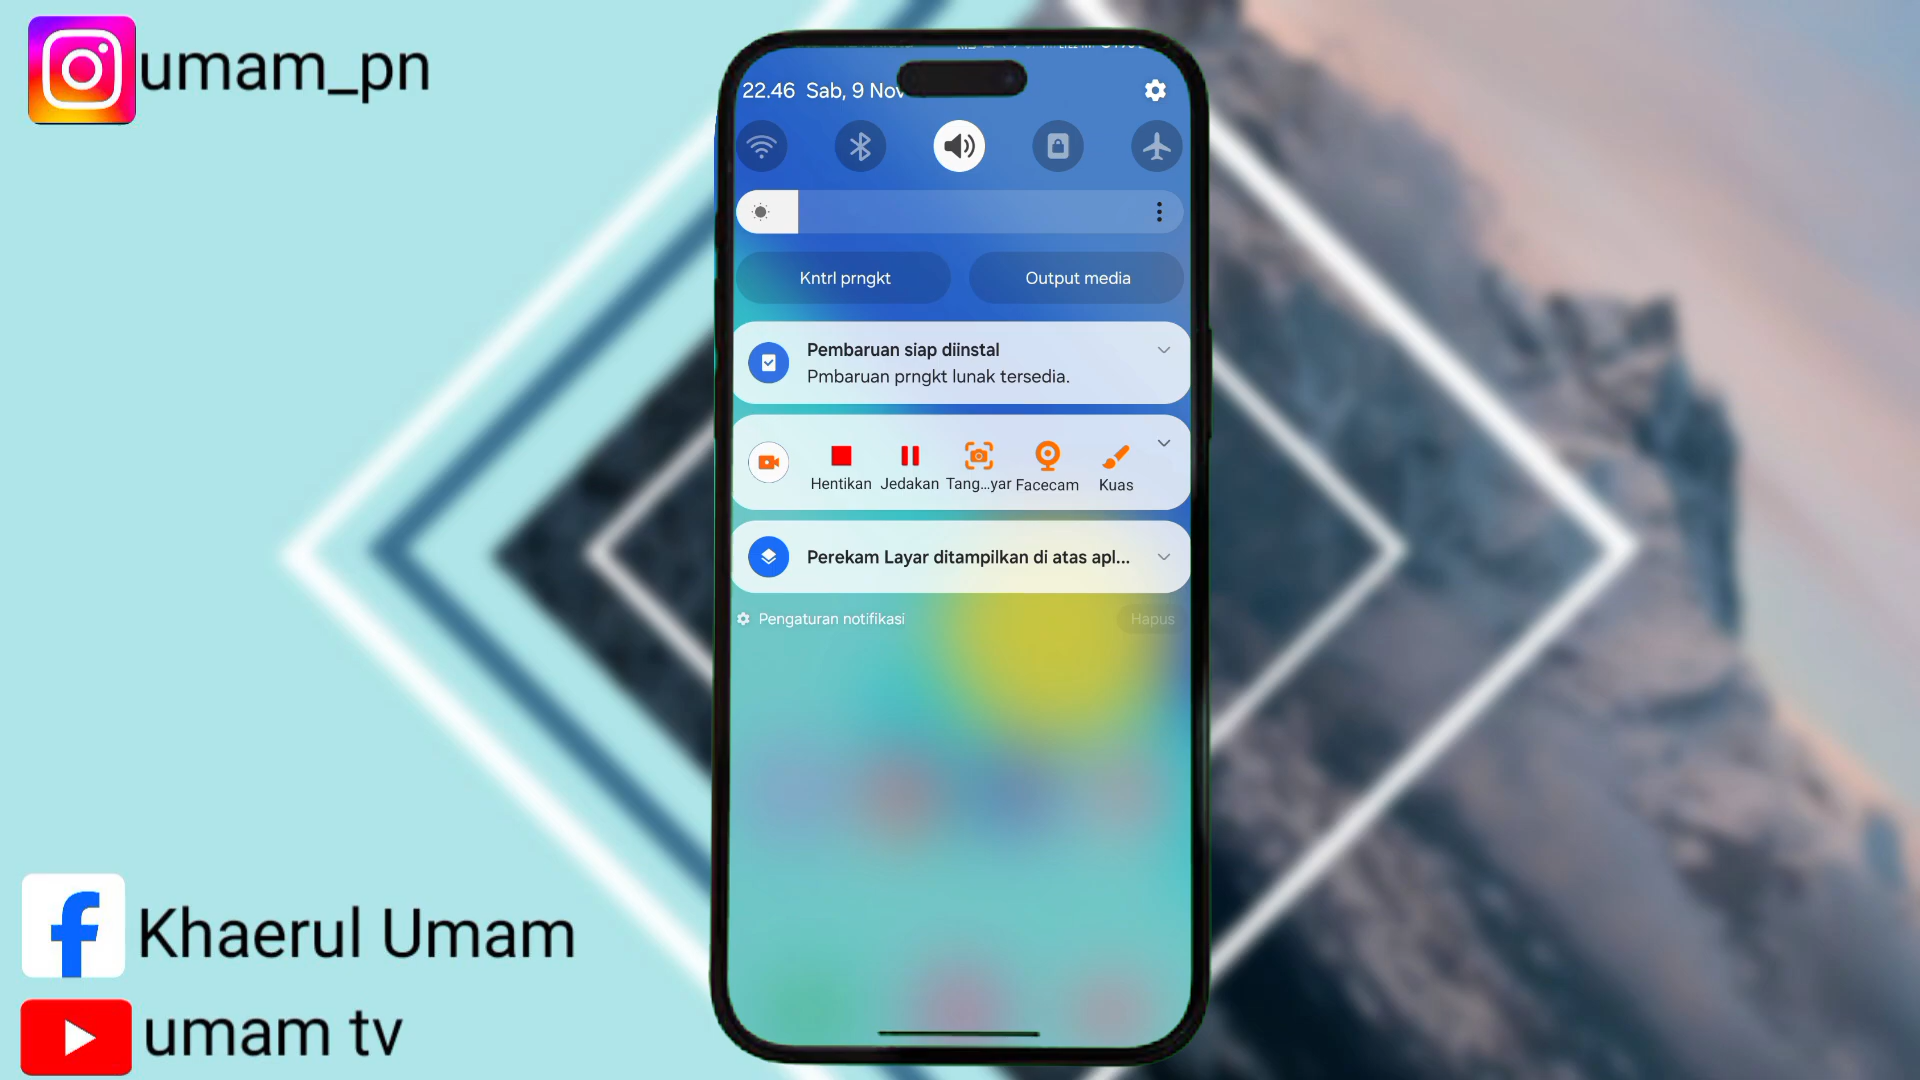 umam_pn
22.46 Sab, 9 Nov
Kntrl prngkt
Output media
Pembaruan siap diinstal
Pmbaruan prngkt lunak tersedia.
Hentikan Jedakan Tang...yar Facecam Kuas
Perekam Layar ditampilkan di atas apl...
Pengaturan notifikasi
Hapus
Khaerul Umam
umam tv